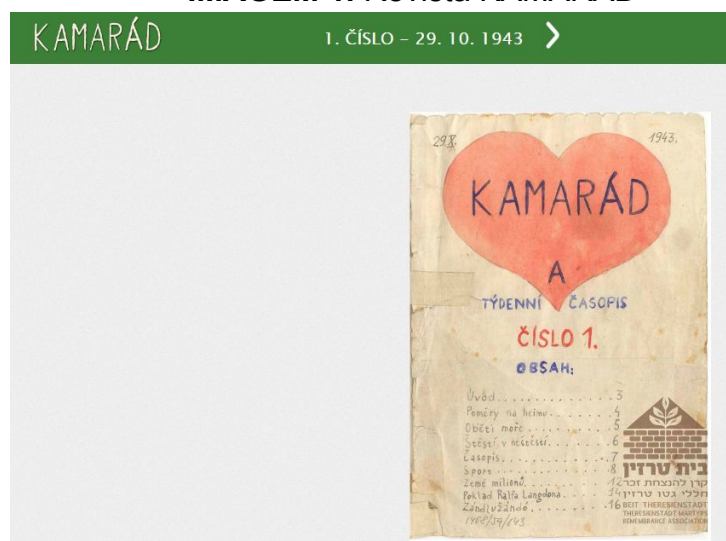 KAMARÁD
1. ČÍSLO – 29. 10. 1943
29.X. 1943.
KAMARÁD
A
TÝDENNÍ ČASOPIS
ČÍSLO 1.
OBSAH:
Úvod . . . . . . . . . . . . . 3
Poměry na heimu . . . . . . . 4
Oběti moře . . . . . . . . . . 5
Štěstí v neštěstí . . . . . . . . 6
Časopis . . . . . . . . . . . . 7
Sport . . . . . . . . . . . . . 8
Země milionů . . . . . . . . . 12
Poklad Ralfa Langdona . . . . . 14
. . . . . 16
בית טרזין
קרן להנצחת זכר
חללי גטו טרזין
BEIT THERESIENSTADT
THERESIENSTADT MARTYRS
REMEMBRANCE ASSOCIATION